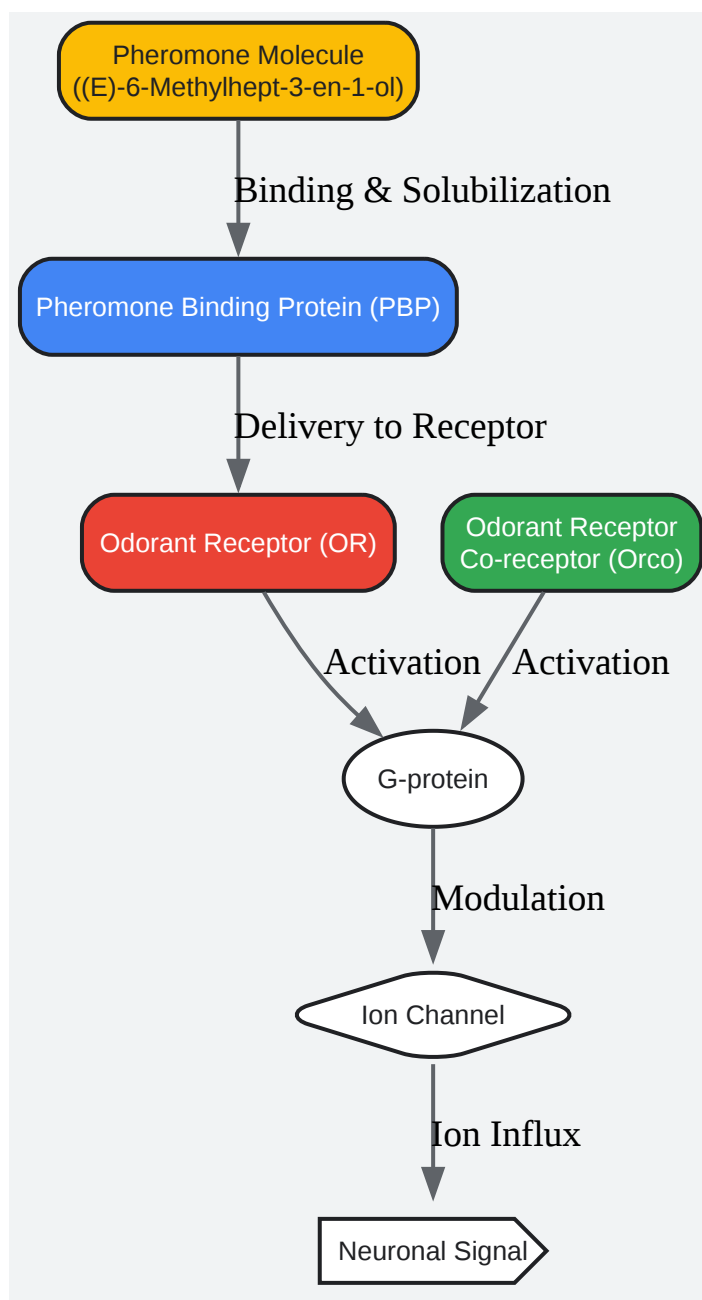 Pheromone Molecule
((E)-6-Methylhept-3-en-1-ol)
Binding & Solubilization
Pheromone Binding Protein (PBP)
Delivery to Receptor
Odorant Receptor (OR)
Odorant Receptor
Co-receptor (Orco)
Activation
Activation
G-protein
Modulation
Ion Channel
Ion Influx
Neuronal Signal